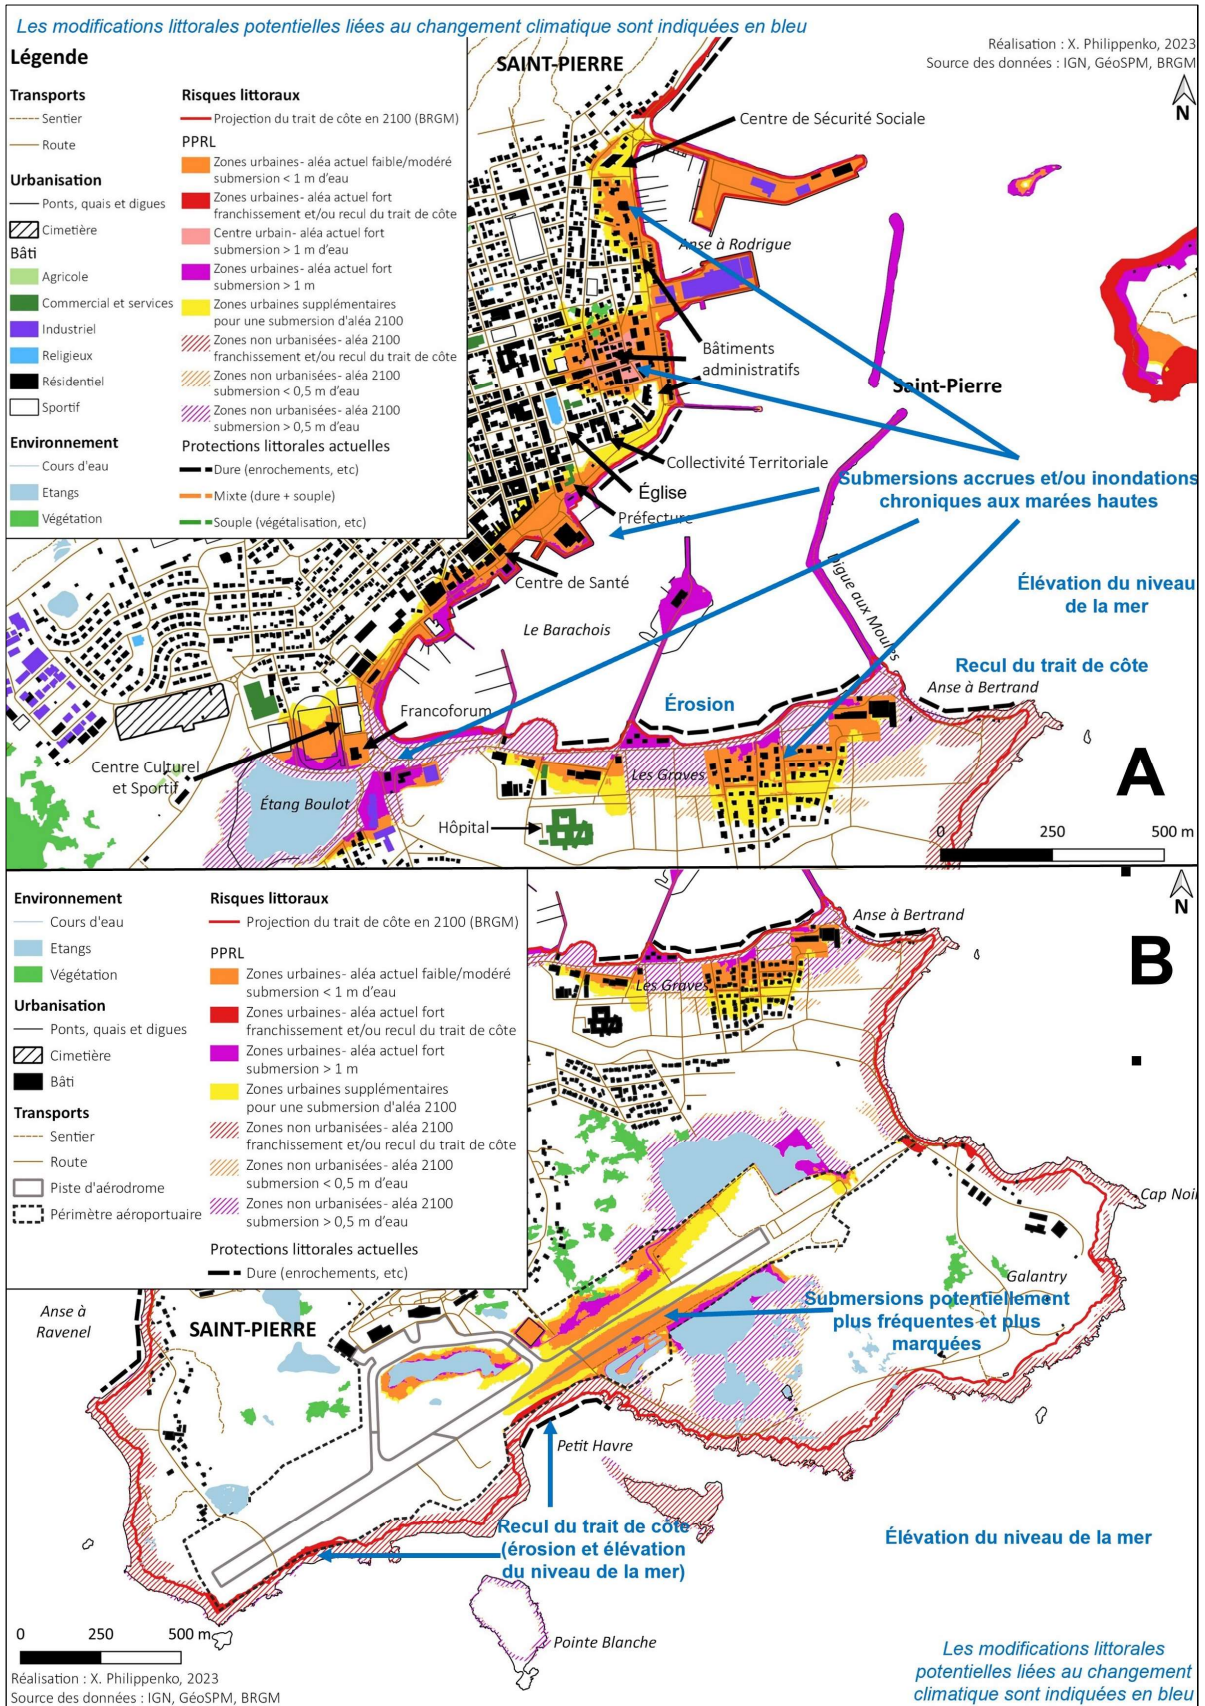 Les modifications littorales potentielles liées au changement climatique sont indiquées en bleu
Réalisation : X. Philippenko, 2023
Source des données : IGN, GéoSPM, BRGM
N
Légende
Transports
Sentier
Route
Urbanisation
Ponts, quais et digues
Cimetière
Bâti
Agricole
Commercial et services
Industriel
Religieux
Résidentiel
Sportif
Environnement
Cours d'eau
Etangs
Végétation
Risques littoraux
Projection du trait de côte en 2100 (BRGM)
PPRL
Zones urbaines- aléa actuel faible/modéré
submersion < 1 m d'eau
Zones urbaines- aléa actuel fort
franchissement et/ou recul du trait de côte
Centre urbain- aléa actuel fort
submersion > 1 m d'eau
Zones urbaines- aléa actuel fort
submersion > 1 m
Zones urbaines supplémentaires
pour une submersion d'aléa 2100
Zones non urbanisées- aléa 2100
franchissement et/ou recul du trait de côte
Zones non urbanisées- aléa 2100
submersion < 0,5 m d'eau
Zones non urbanisées- aléa 2100
submersion > 0,5 m d'eau
Protections littorales actuelles
Dure (enrochements, etc)
Mixte (dure + souple)
Souple (végétalisation, etc)
SAINT-PIERRE
Centre de Sécurité Sociale
Anse à Rodrigue
Bâtiments
administratifs
Saint-Pierre
Collectivité Territoriale
Église
Préfecture
Centre de Santé
Submersions accrues et/ou inondations
chroniques aux marées hautes
Digue aux Moules
Élévation du niveau
de la mer
Le Barachois
Recul du trait de côte
Anse à Bertrand
Érosion
Francoforum
Centre Culturel
et Sportif
Étang Boulot
Les Graves
Hôpital
A
0 250 500 m
Environnement
Cours d'eau
Etangs
Végétation
Urbanisation
Ponts, quais et digues
Cimetière
Bâti
Transports
Sentier
Route
Piste d'aérodrome
Périmètre aéroportuaire
Risques littoraux
Projection du trait de côte en 2100 (BRGM)
PPRL
Zones urbaines- aléa actuel faible/modéré
submersion < 1 m d'eau
Zones urbaines- aléa actuel fort
franchissement et/ou recul du trait de côte
Zones urbaines- aléa actuel fort
submersion > 1 m
Zones urbaines supplémentaires
pour une submersion d'aléa 2100
Zones non urbanisées- aléa 2100
franchissement et/ou recul du trait de côte
Zones non urbanisées- aléa 2100
submersion < 0,5 m d'eau
Zones non urbanisées- aléa 2100
submersion > 0,5 m d'eau
Protections littorales actuelles
Dure (enrochements, etc)
N
Anse à Bertrand
B
Les Graves
Cap Noir
Galantry
Anse à
Ravenel
SAINT-PIERRE
Submersions potentiellement
plus fréquentes et plus
marquées
Petit Havre
Recul du trait de côte
(érosion et élévation
du niveau de la mer)
Élévation du niveau de la mer
Pointe Blanche
0 250 500 m
Réalisation : X. Philippenko, 2023
Source des données : IGN, GéoSPM, BRGM
Les modifications littorales
potentielles liées au changement
climatique sont indiquées en bleu